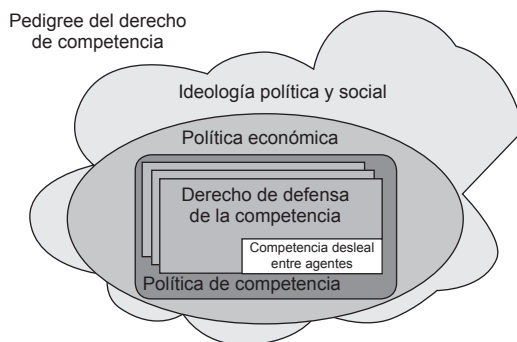 Pedigree del derecho
de competencia
Ideología política y social
Política económica
Derecho de defensa
de la competencia
Competencia desleal
entre agentes
Política de competencia